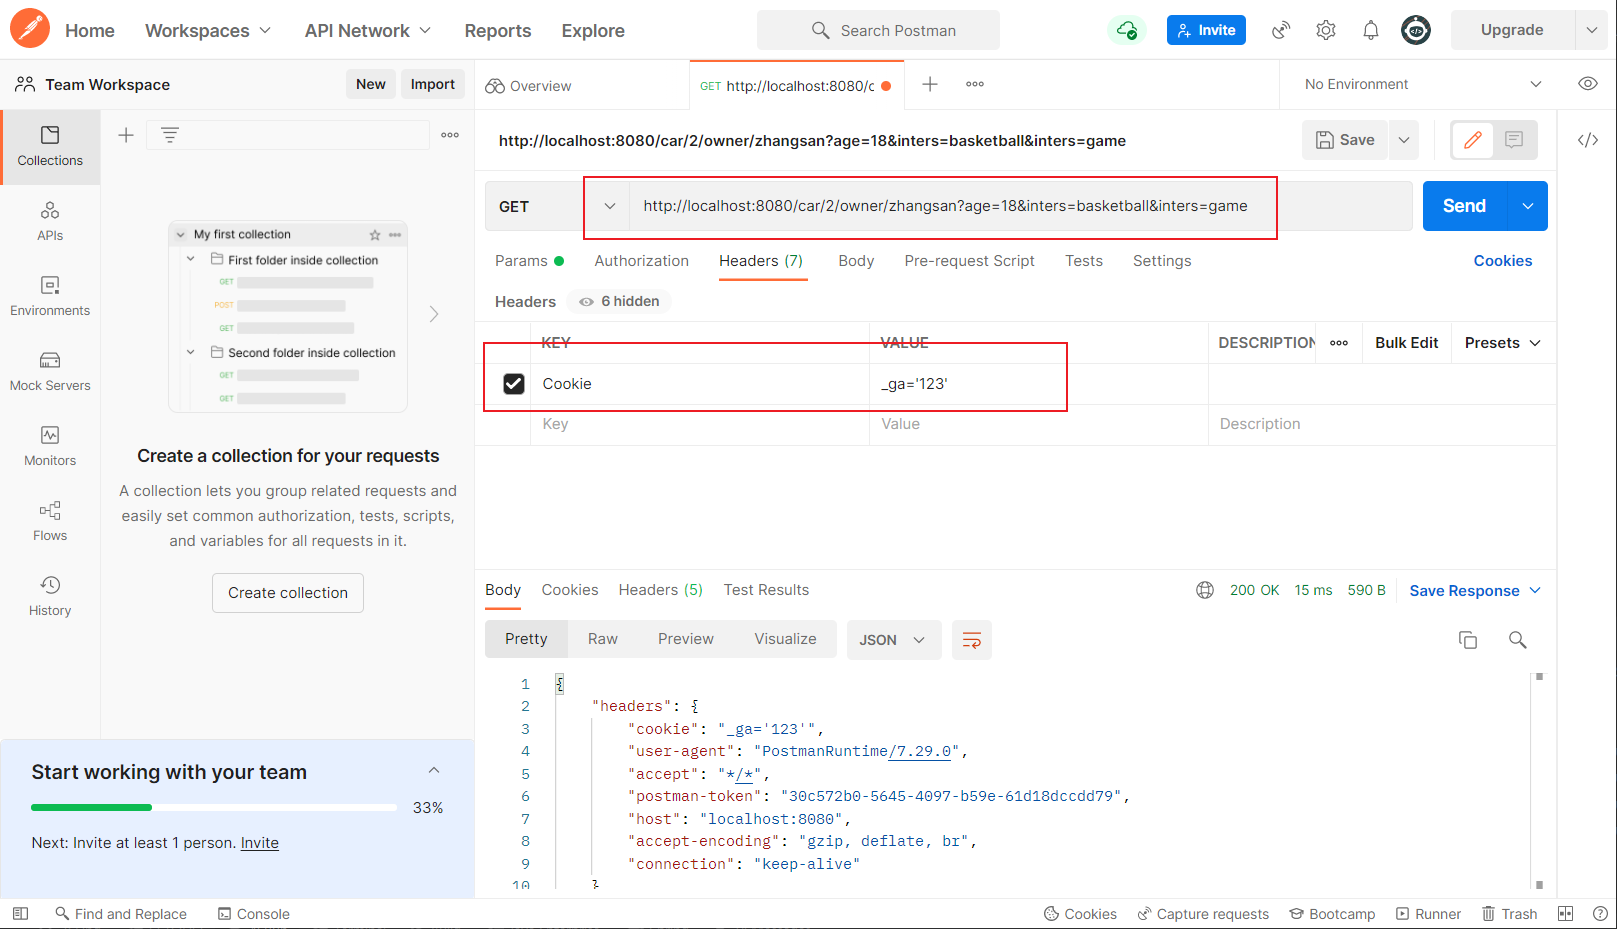 Home Workspaces API Network Reports Explore Search Postman Invite Upgrade
Team Workspace New Import Overview GET http://localhost:8080/c No Environment
Collections
APIs
Environments
Mock Servers
Monitors
Flows
History
My first collection
First folder inside collection
GET
POST
GET
Second folder inside collection
GET
GET
Create a collection for your requests
A collection lets you group related requests and
easily set common authorization, tests, scripts,
and variables for all requests in it.
Create collection
Start working with your team
33%
Next: Invite at least 1 person. Invite
http://localhost:8080/car/2/owner/zhangsan?age=18&inters=basketball&inters=game Save
GET http://localhost:8080/car/2/owner/zhangsan?age=18&inters=basketball&inters=game Send
Params Authorization Headers (7) Body Pre-request Script Tests Settings Cookies
Headers 6 hidden
KEY VALUE DESCRIPTION Bulk Edit Presets
Cookie _ga='123'
Key Value Description
Body Cookies Headers (5) Test Results 200 OK 15 ms 590 B Save Response
Pretty Raw Preview Visualize JSON
1 {
2 "headers": {
3 "cookie": "_ga='123'",
4 "user-agent": "PostmanRuntime/7.29.0",
5 "accept": "*/*",
6 "postman-token": "30c572b0-5645-4097-b59e-61d18dccdd79",
7 "host": "localhost:8080",
8 "accept-encoding": "gzip, deflate, br",
9 "connection": "keep-alive"
10 }
Find and Replace Console Cookies Capture requests Bootcamp Runner Trash